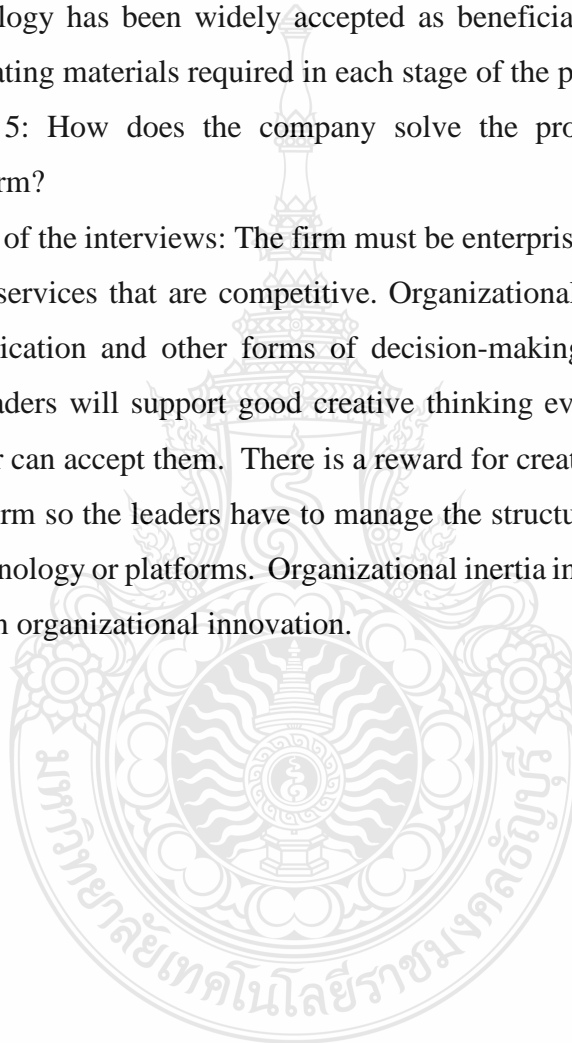 ology has been widely accepted as beneficia
ating materials required in each stage of the p
5: How does the company solve the pro
rm?
of the interviews: The firm must be enterpris
services that are competitive. Organizational
ication and other forms of decision-making
aders will support good creative thinking ev
r can accept them. There is a reward for creat
rm so the leaders have to manage the structu
nology or platforms. Organizational inertia in
n organizational innovation.
มหาวิทยาลัยเทคโนโลยีราชมงคลธัญบุรี